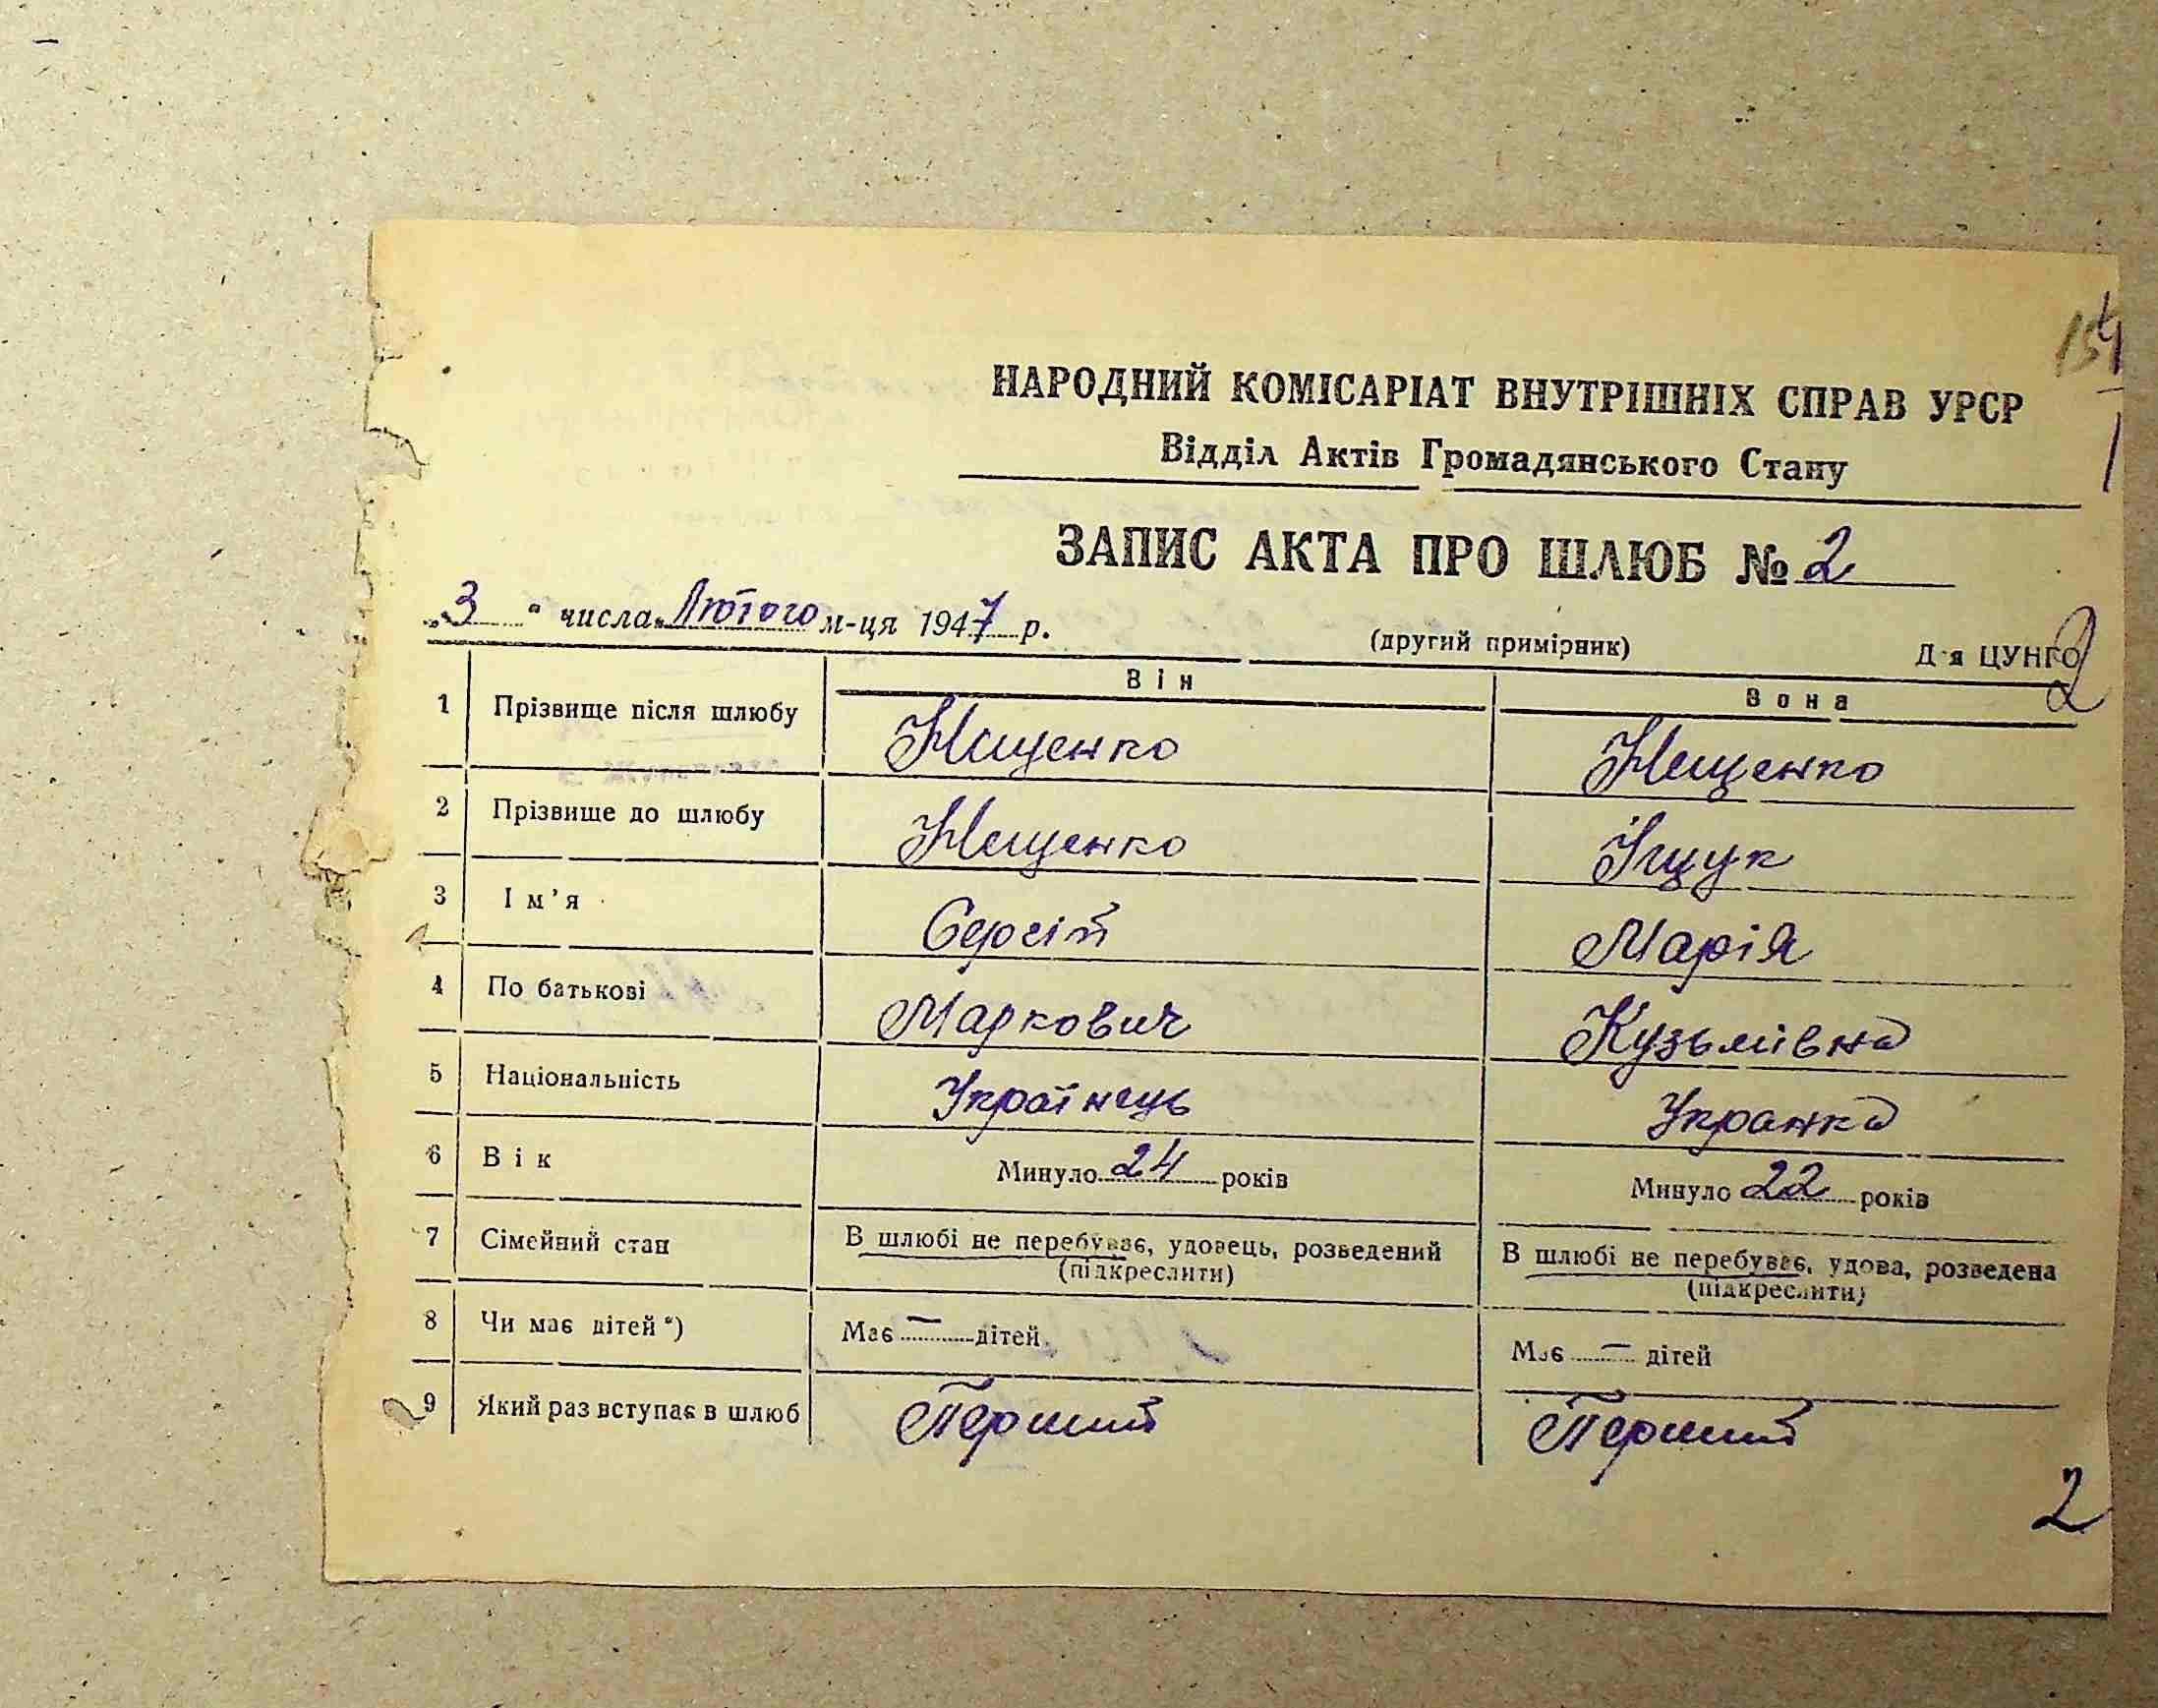 154
НАРОДНИЙ КОМІСАРІАТ ВНУТРІШНІХ СПРАВ УРСР
Відділ Актів Громадянського Стану
ЗАПИС АКТА ПРО ШЛЮБ № 2
„3“ числа Лютого м-ця 1947 р.
(другий примірник) Д я ЦУНГО
2
Він Вона
1 Прізвище після шлюбу Нещенко Нещенко
2 Прізвище до шлюбу Нещенко Іщук
3 Ім'я Сергій Марія
4 По батькові Маркович Кузьмівна
5 Національність Українець Укранка
6 Вік Минуло 24 років Минуло 22 років
7 Сімейний стан В шлюбі не перебуває, удовець, розведений В шлюбі не перебуває, удова, розведена
(підкреслити) (підкреслити)
8 Чи має дітей*) Має — дітей Має — дітей
9 Який раз вступає в шлюб Перший Перший
2